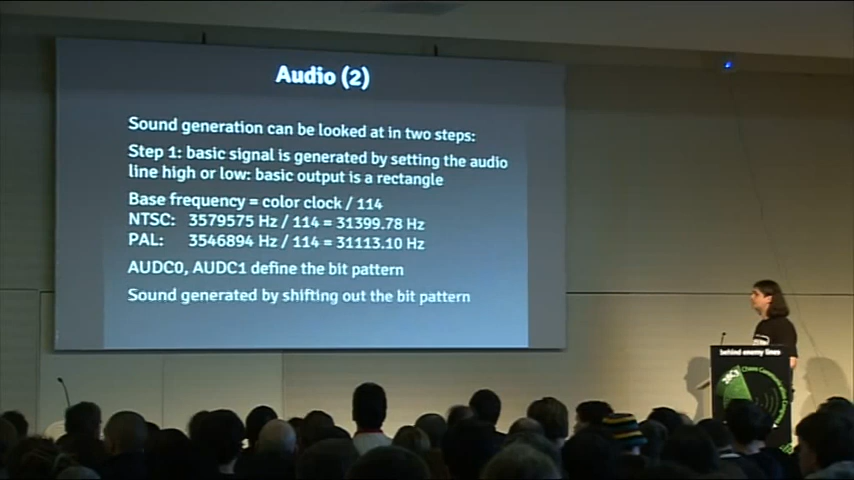 Audio (2)
Sound generation can be looked at in two steps:
Step 1: basic signal is generated by setting the audio
line high or low: basic output is a rectangle
Base frequency = color clock / 114
NTSC: 3579575 Hz / 114 = 31399.78 Hz
PAL: 3546894 Hz / 114 = 31113.10 Hz
AUDC0, AUDC1 define the bit pattern
Sound generated by shifting out the bit pattern
behind enemy lines